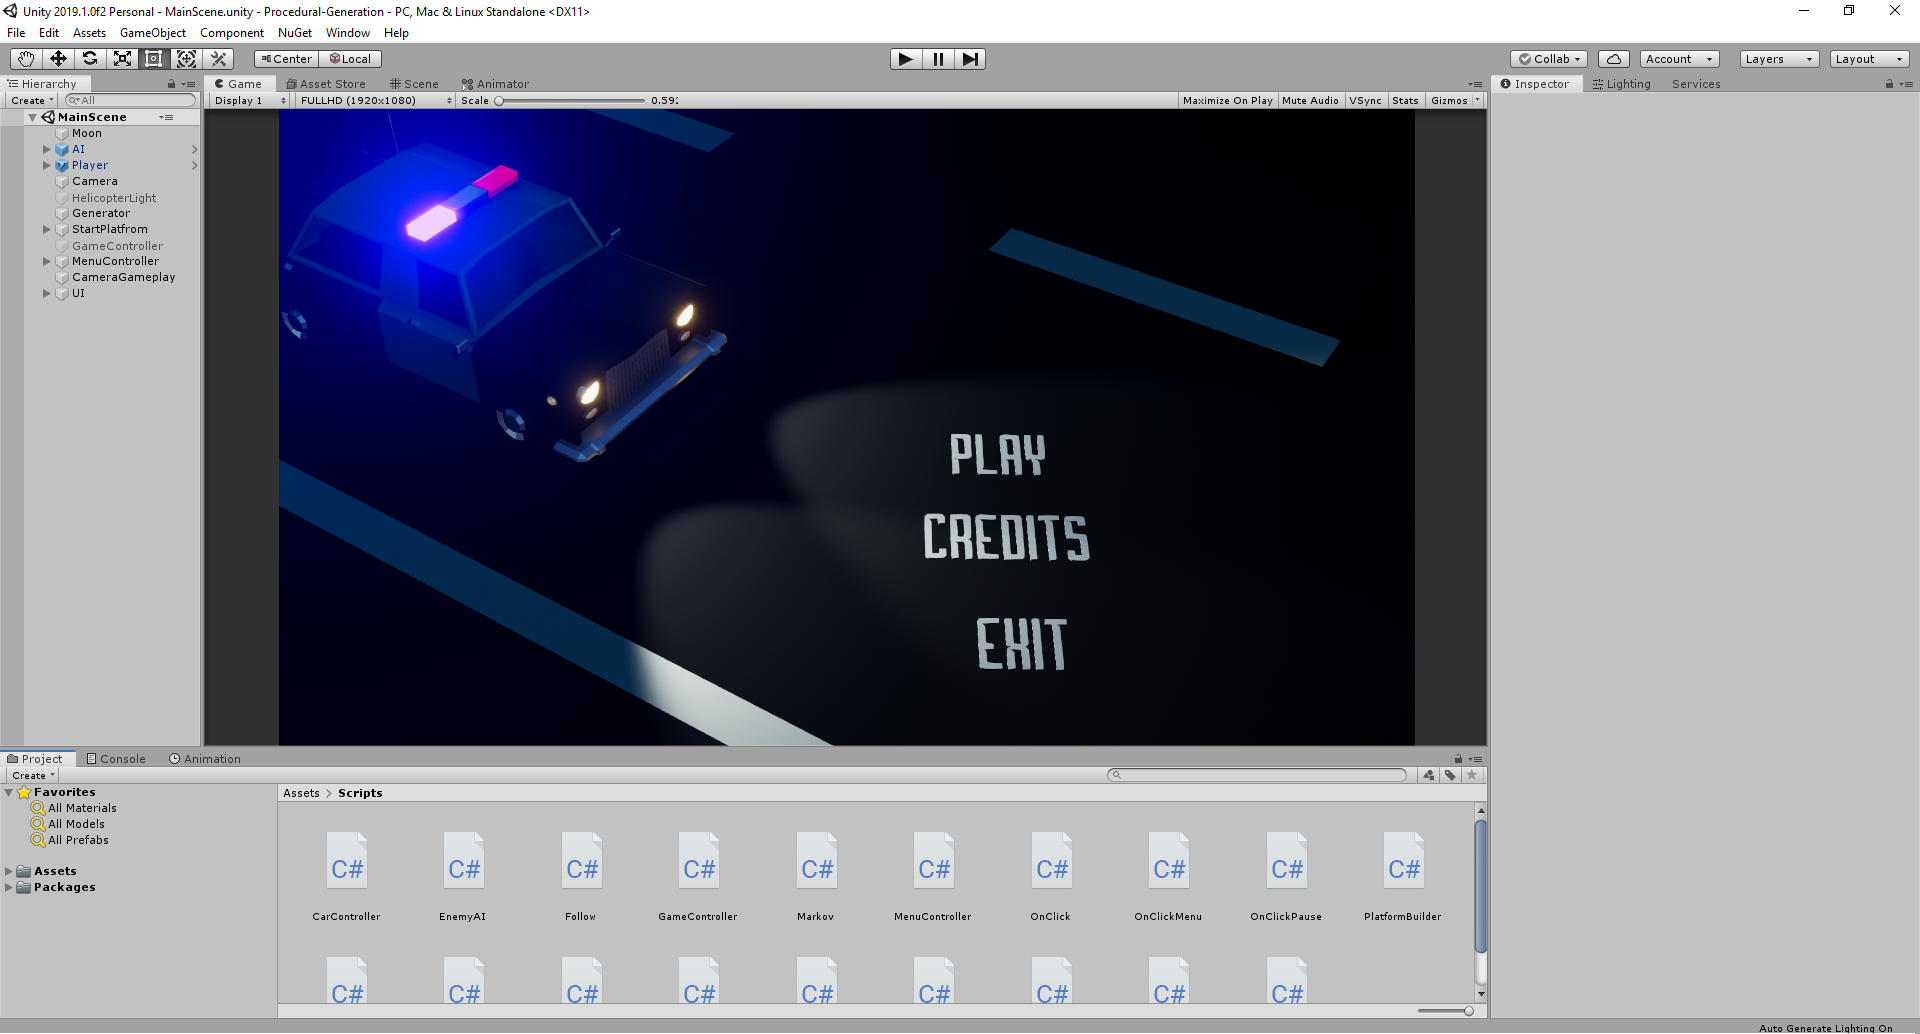 Unity 2019.1.0f2 Personal - MainScene.unity - Procedural-Generation - PC, Mac & Linux Standalone <DX11>
File Edit Assets GameObject Component NuGet Window Help
Center Local
Collab Account Layers Layout
Hierarchy
Create All
MainScene
Moon
AI
Player
Camera
HelicopterLight
Generator
StartPlatfrom
GameController
MenuController
CameraGameplay
UI
Game Asset Store Scene Animator
Display 1 FULLHD (1920x1080) Scale 0.592 Maximize On Play Mute Audio VSync Stats Gizmos
PLAY
CREDITS
EXIT
Inspector Lighting Services
Project Console Animation
Create
Favorites
All Materials
All Models
All Prefabs
Assets
Packages
Assets > Scripts
C# C# C# C# C# C# C# C# C# C#
CarController EnemyAI Follow GameController Markov MenuController OnClick OnClickMenu OnClickPause PlatformBuilder
C# C# C# C# C# C# C# C# C#
Auto Generate Lighting On